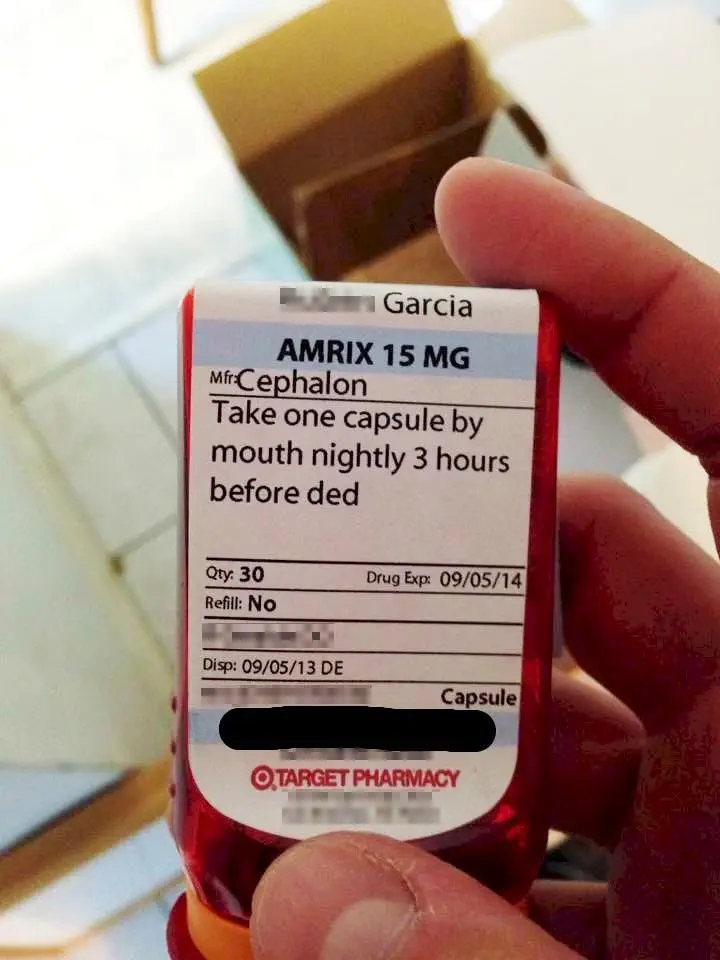 Garcia
AMRIX 15 MG
Mfr:Cephalon
Take one capsule by
mouth nightly 3 hours
before ded
Qty: 30 Drug Exp: 09/05/14
Refill: No
Disp: 09/05/13 DE
Capsule
TARGET PHARMACY